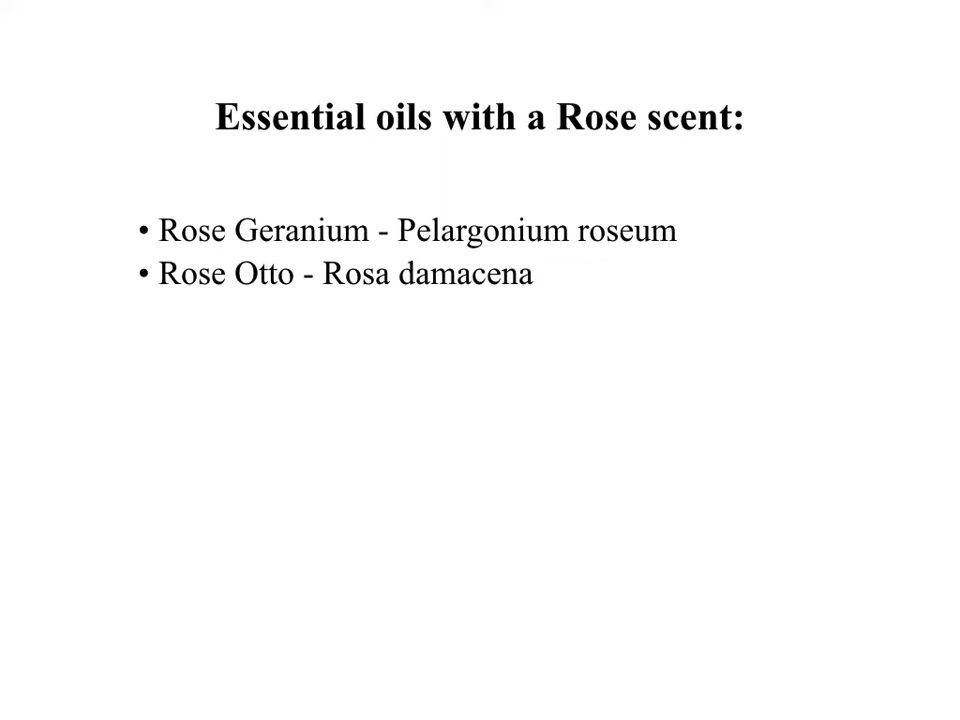 Essential oils with a Rose scent:
• Rose Geranium - Pelargonium roseum
• Rose Otto - Rosa damacena